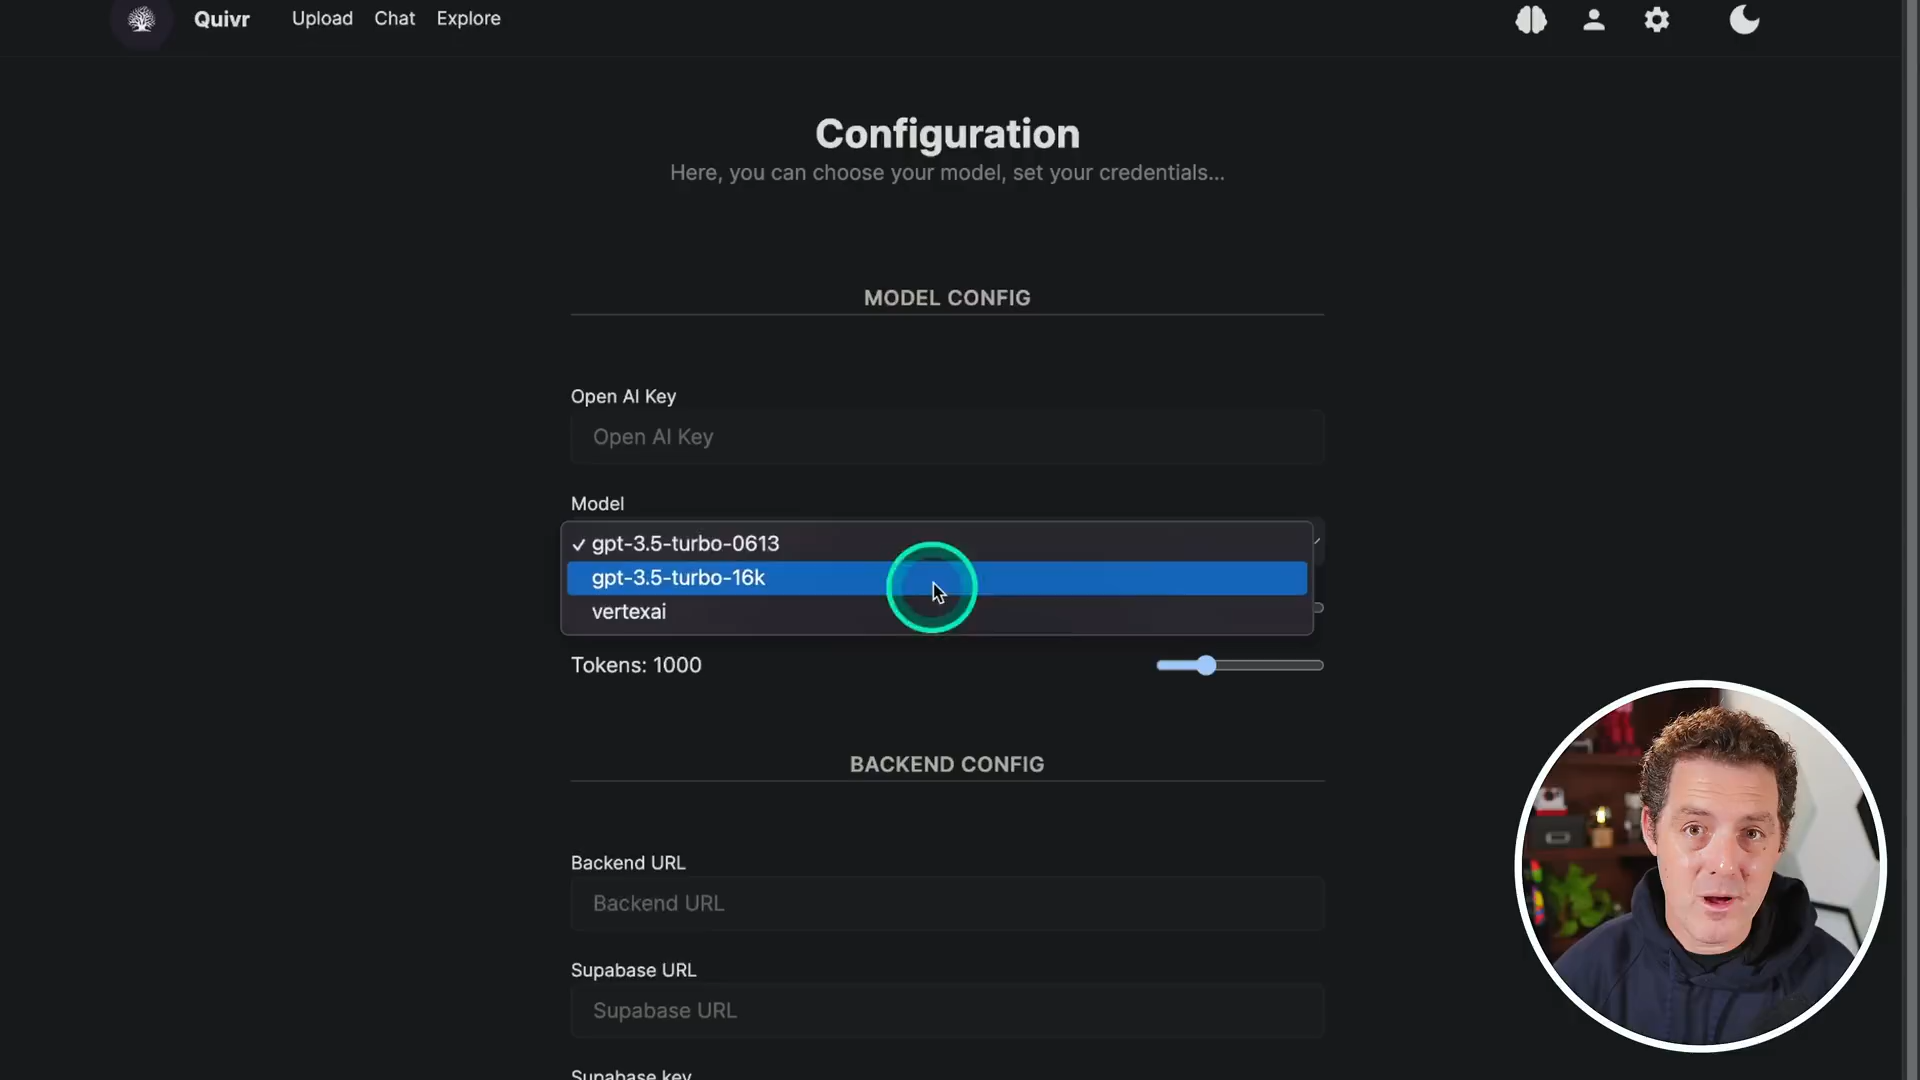 Quivr Upload Chat Explore
Configuration
Here, you can choose your model, set your credentials...
MODEL CONFIG
Open AI Key
Open AI Key
Model
✓ gpt-3.5-turbo-0613
gpt-3.5-turbo-16k
vertexai
Tokens: 1000
BACKEND CONFIG
Backend URL
Backend URL
Supabase URL
Supabase URL
Supabase key